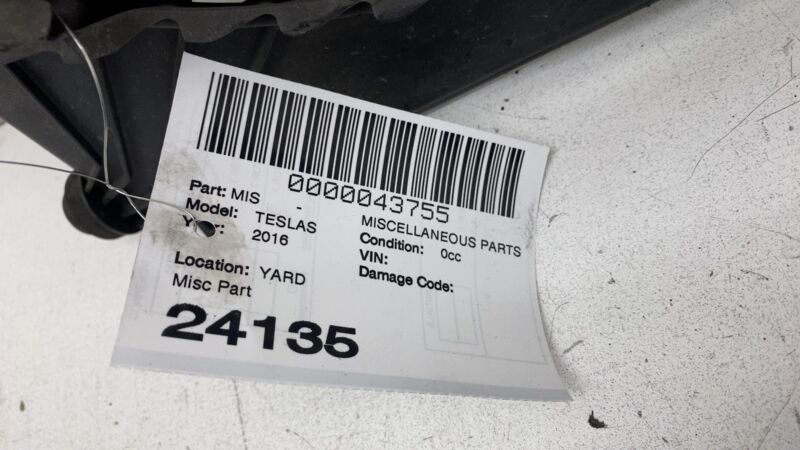 0000043755
Part: MIS - MISCELLANEOUS PARTS
Model: TESLAS Condition: 0cc
2016 VIN:
Damage Code:
Location: YARD
Misc Part
24135